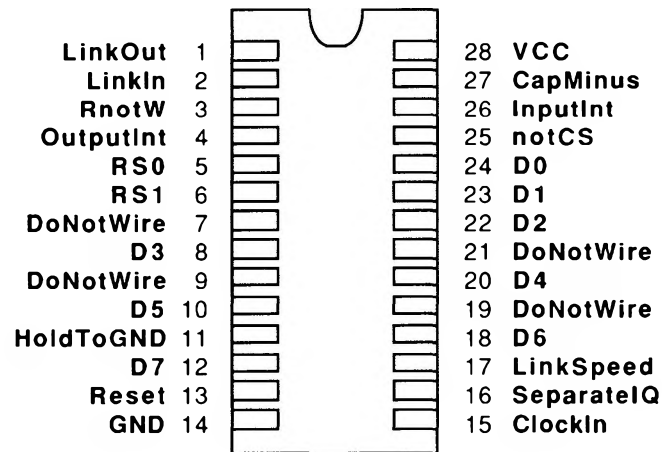 LinkOut 1 28 VCC
LinkIn 2 27 CapMinus
RnotW 3 26 InputInt
OutputInt 4 25 notCS
RS0 5 24 D0
RS1 6 23 D1
DoNotWire 7 22 D2
D3 8 21 DoNotWire
DoNotWire 9 20 D4
D5 10 19 DoNotWire
HoldToGND 11 18 D6
D7 12 17 LinkSpeed
Reset 13 16 SeparateIQ
GND 14 15 ClockIn